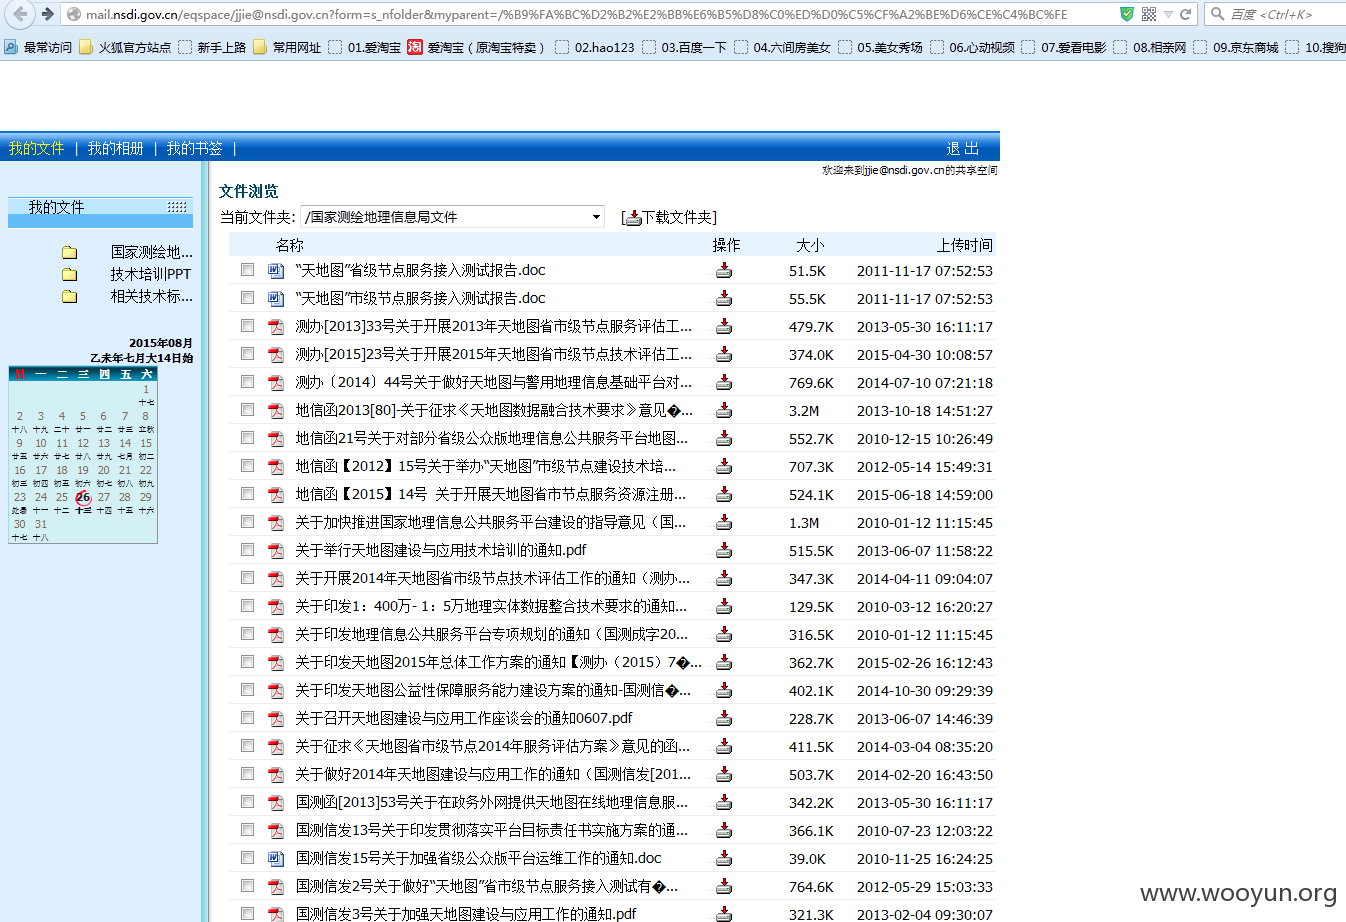 mail.nsdi.gov.cn/eqspace/jjie@nsdi.gov.cn?form=s_nfolder&myparent=/%B9%FA%BC%D2%B2%E2%BB%E6%B5%D8%C0%ED%D0%C5%CF%A2%BE%D6%CE%C4%BC%FE 百度 <Ctrl+K>
最常访问 火狐官方站点 新手上路 常用网址 01.爱淘宝 爱淘宝（原淘宝特卖） 02.hao123 03.百度一下 04.六间房美女 05.美女秀场 06.心动视频 07.爱看电影 08.相亲网 09.京东商城 10.搜狗
我的文件 | 我的相册 | 我的书签 | 退 出
欢迎来到jjie@nsdi.gov.cn的共享空间
我的文件
国家测绘地...
技术培训PPT
相关技术标...
2015年08月
乙未年七月大14日始
日 一 二 三 四 五 六
1
十七
2 3 4 5 6 7 8
十八 十九 二十 廿一 廿二 廿三 立秋
9 10 11 12 13 14 15
廿五 廿六 廿七 廿八 廿九 七月 初二
16 17 18 19 20 21 22
初三 初四 初五 初六 初七 初八 初九
23 24 25 26 27 28 29
处暑 十一 十二 十三 十四 十五 十六
30 31
十七 十八
文件浏览
当前文件夹: /国家测绘地理信息局文件 [下载文件夹]
名称 操作 大小 上传时间
“天地图”省级节点服务接入测试报告.doc 51.5K 2011-11-17 07:52:53
“天地图”市级节点服务接入测试报告.doc 55.5K 2011-11-17 07:52:53
测办[2013]33号关于开展2013年天地图省市级节点服务评估工... 479.7K 2013-05-30 16:11:17
测办[2015]23号关于开展2015年天地图省市级节点技术评估工... 374.0K 2015-04-30 10:08:57
测办〔2014〕44号关于做好天地图与警用地理信息基础平台对... 769.6K 2014-07-10 07:21:18
地信函2013[80]-关于征求《天地图数据融合技术要求》意见�... 3.2M 2013-10-18 14:51:27
地信函21号关于对部分省级公众版地理信息公共服务平台地图... 552.7K 2010-12-15 10:26:49
地信函【2012】15号关于举办“天地图”市级节点建设技术培... 707.3K 2012-05-14 15:49:31
地信函【2015】14号 关于开展天地图省市节点服务资源注册... 524.1K 2015-06-18 14:59:00
关于加快推进国家地理信息公共服务平台建设的指导意见（国... 1.3M 2010-01-12 11:15:45
关于举行天地图建设与应用技术培训的通知.pdf 515.5K 2013-06-07 11:58:22
关于开展2014年天地图省市级节点技术评估工作的通知（测办... 347.3K 2014-04-11 09:04:07
关于印发1：400万- 1：5万地理实体数据整合技术要求的通知... 129.5K 2010-03-12 16:20:27
关于印发地理信息公共服务平台专项规划的通知（国测成字20... 316.5K 2010-01-12 11:15:45
关于印发天地图2015年总体工作方案的通知【测办（2015）7�... 362.7K 2015-02-26 16:12:43
关于印发天地图公益性保障服务能力建设方案的通知-国测信�... 402.1K 2014-10-30 09:29:39
关于召开天地图建设与应用工作座谈会的通知0607.pdf 228.7K 2013-06-07 14:46:39
关于征求《天地图省市级节点2014年服务评估方案》意见的函... 411.5K 2014-03-04 08:35:20
关于做好2014年天地图建设与应用工作的通知（国测信发[201... 503.7K 2014-02-20 16:43:50
国测函[2013]53号关于在政务外网提供天地图在线地理信息服... 342.2K 2013-05-30 16:11:17
国测信发13号关于印发贯彻落实平台目标责任书实施方案的通... 366.1K 2010-07-23 12:03:22
国测信发15号关于加强省级公众版平台运维工作的通知.doc 39.0K 2010-11-25 16:24:25
国测信发2号关于做好“天地图”省市级节点服务接入测试有�... 764.6K 2012-05-29 15:03:33
国测信发3号关于加强天地图建设与应用工作的通知.pdf 321.3K 2013-02-04 09:30:07
www.wooyun.org